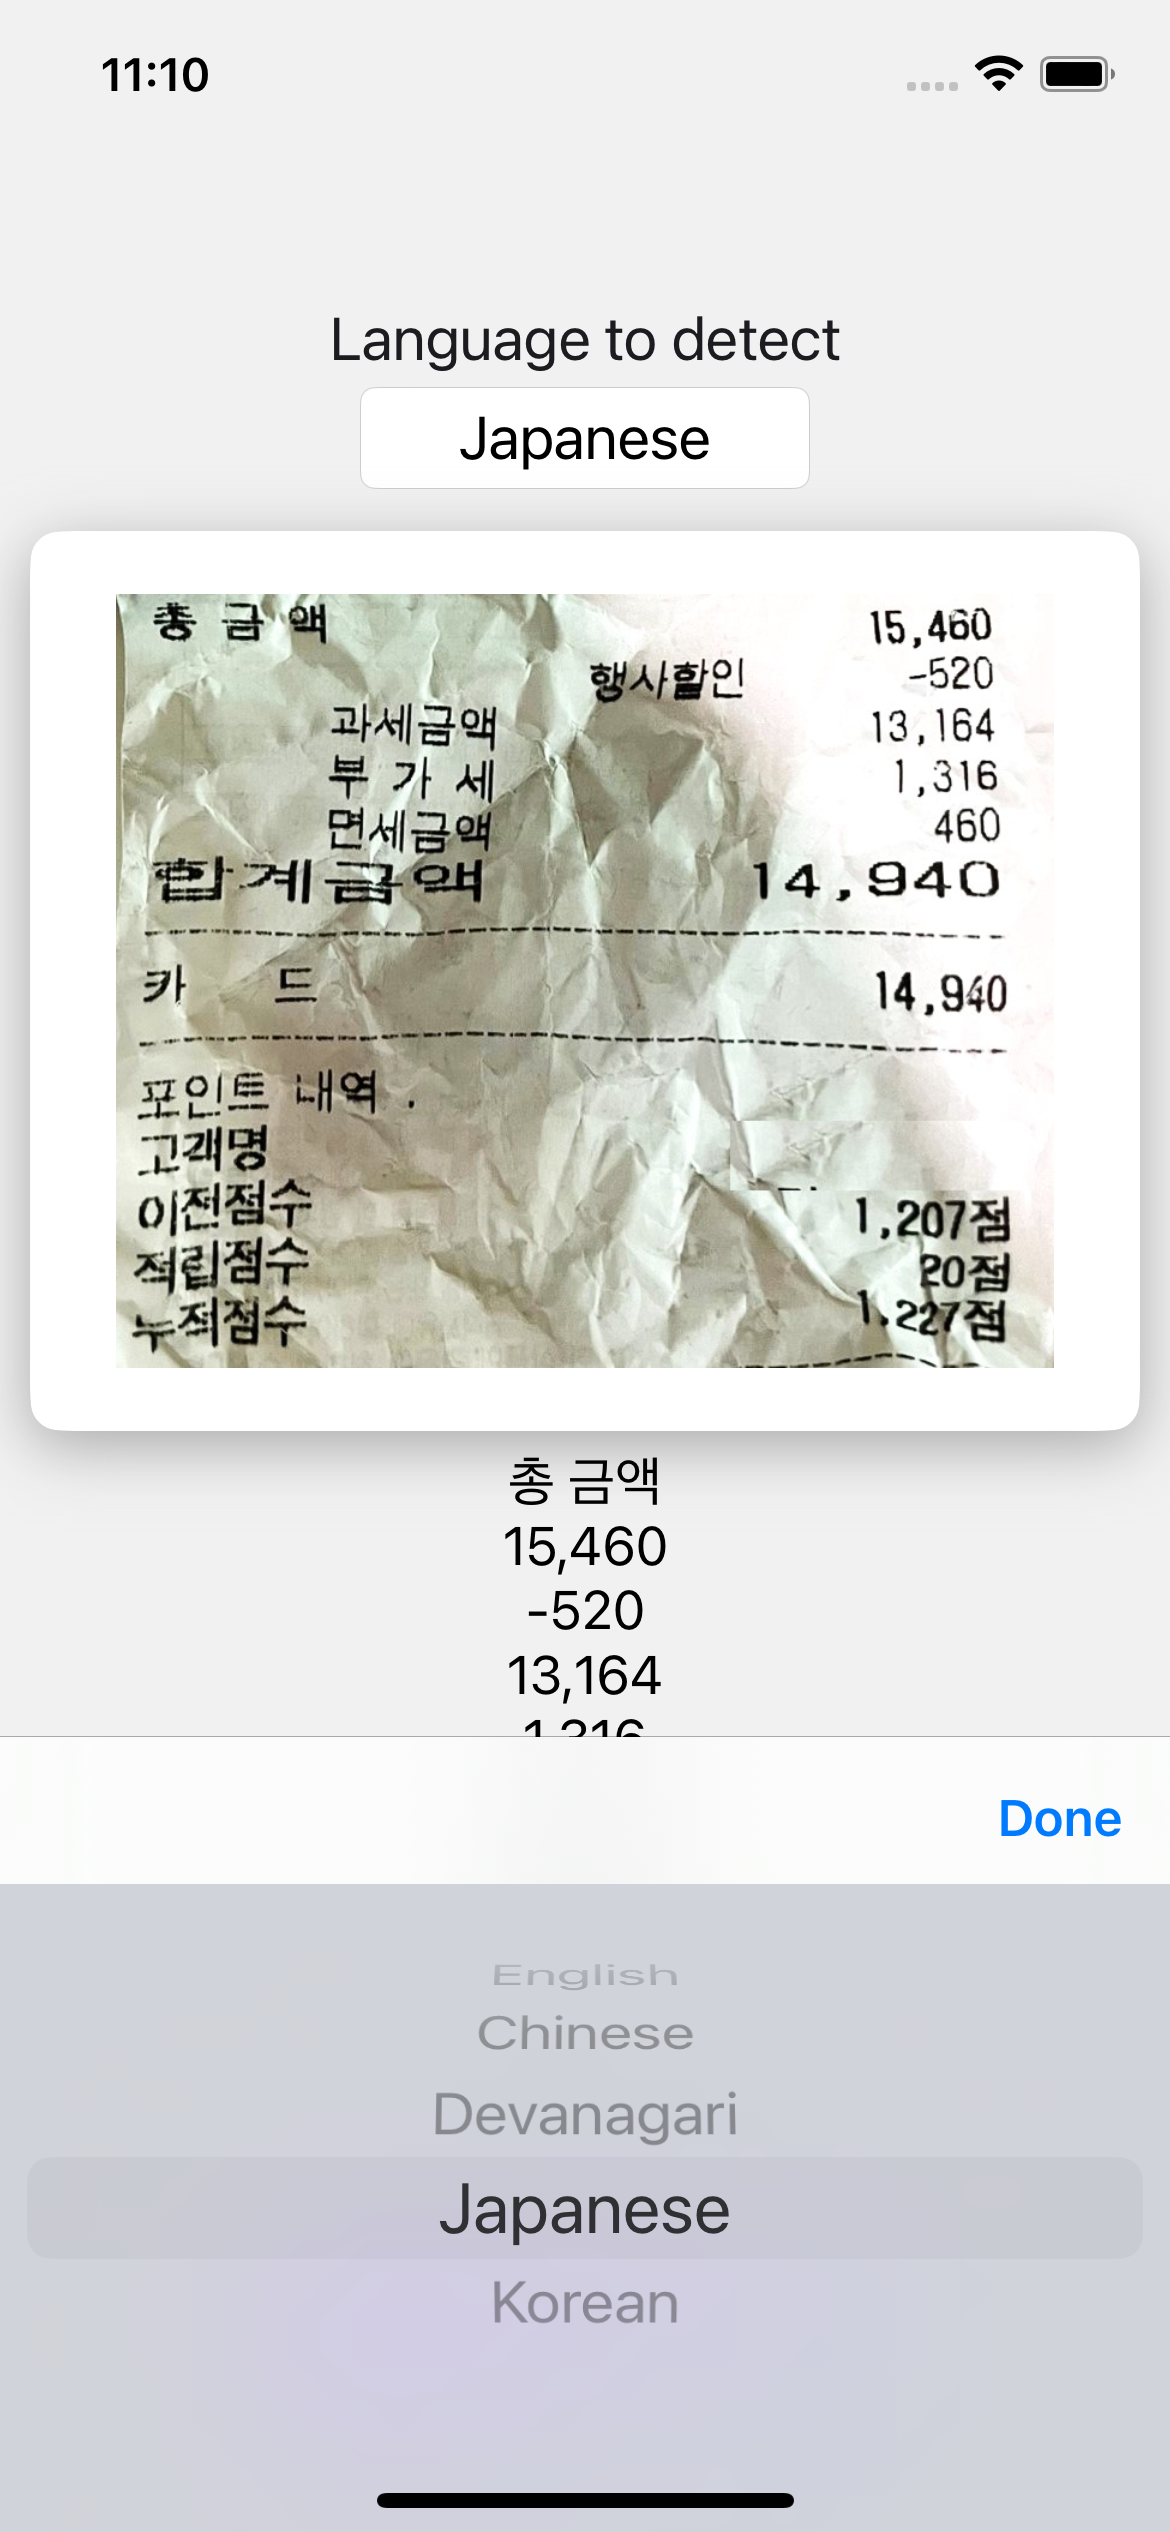 11:10
Language to detect
Japanese
총 금 액 15,460
행사할인 -520
과세금액 13,164
부 가 세 1,316
면세금액 460
합계금액 14,940
카 드 14,940
포인트 내역 .
고객명
이전점수 1,207점
적립점수 20점
누적점수 1.227점
총 금액
15,460
-520
13,164
1,316
Done
English
Chinese
Devanagari
Japanese
Korean